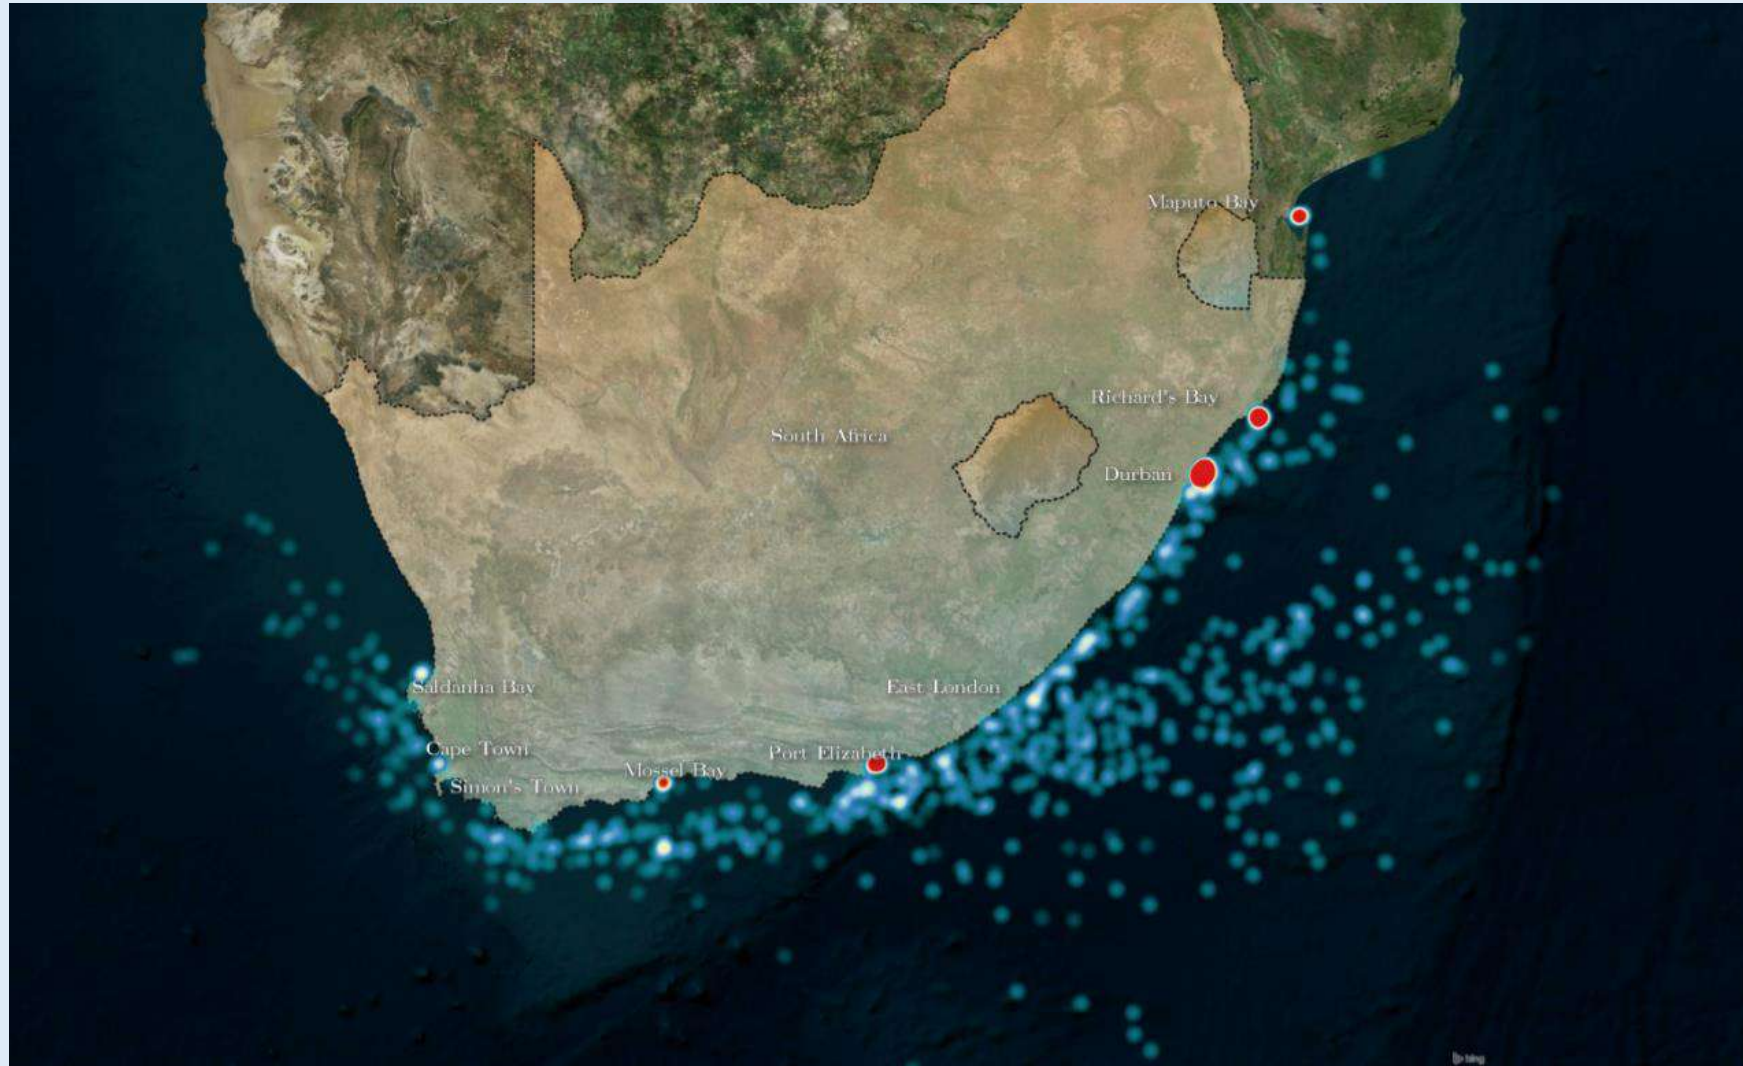 Maputo Bay
Richard's Bay
South Africa
Durban
Saldanha Bay
East London
Cape Town
Port Elizabeth
Mossel Bay
Simon's Town
bing